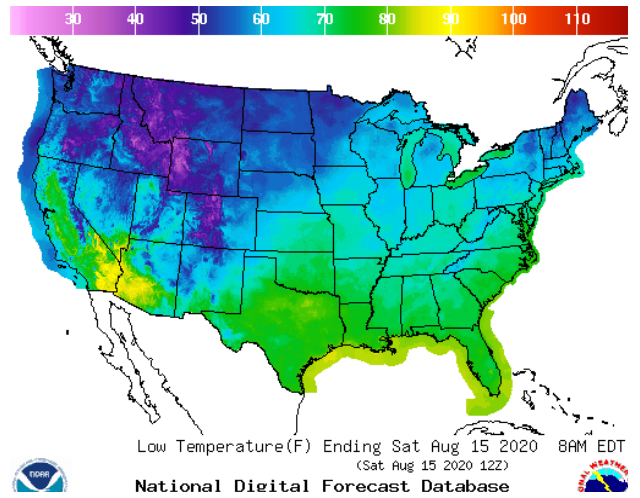 30 40 50 60 70 80 90 100 110
Low Temperature(F) Ending Sat Aug 15 2020 8AM EDT
(Sat Aug 15 2020 12Z)
National Digital Forecast Database
noaa